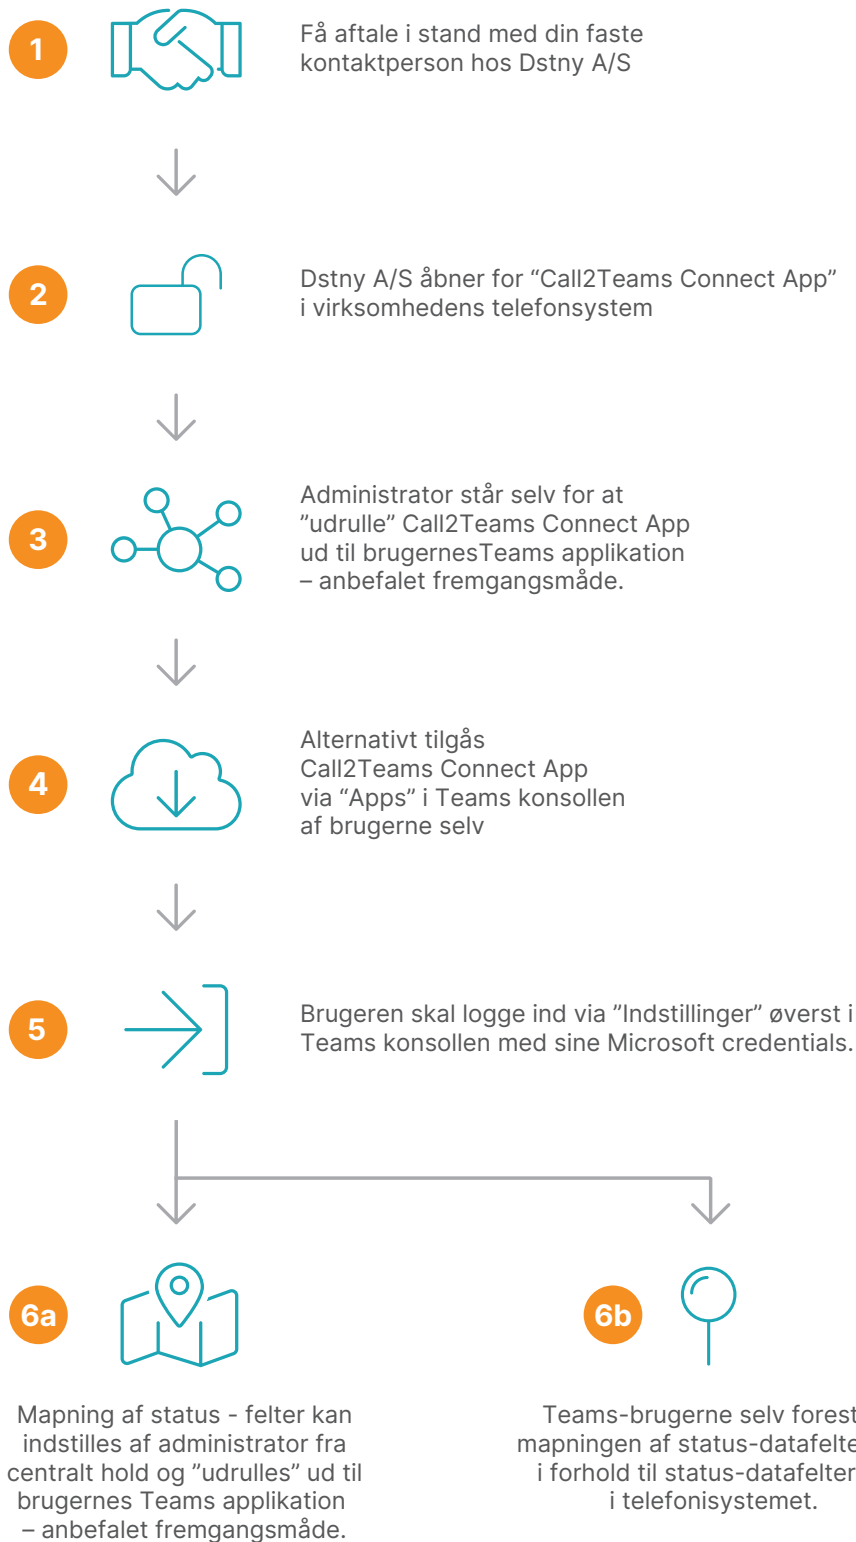 1
Få aftale i stand med din faste
kontaktperson hos Dstny A/S
2
Dstny A/S åbner for “Call2Teams Connect App”
i virksomhedens telefonsystem
3
Administrator står selv for at
”udrulle” Call2Teams Connect App
ud til brugernesTeams applikation
– anbefalet fremgangsmåde.
4
Alternativt tilgås
Call2Teams Connect App
via “Apps” i Teams konsollen
af brugerne selv
5
Brugeren skal logge ind via ”Indstillinger” øverst i
Teams konsollen med sine Microsoft credentials.
6a
Mapning af status - felter kan
indstilles af administrator fra
centralt hold og ”udrulles” ud til
brugernes Teams applikation
– anbefalet fremgangsmåde.
6b
Teams-brugerne selv forest
mapningen af status-datafelte
i forhold til status-datafelter
i telefonisystemet.